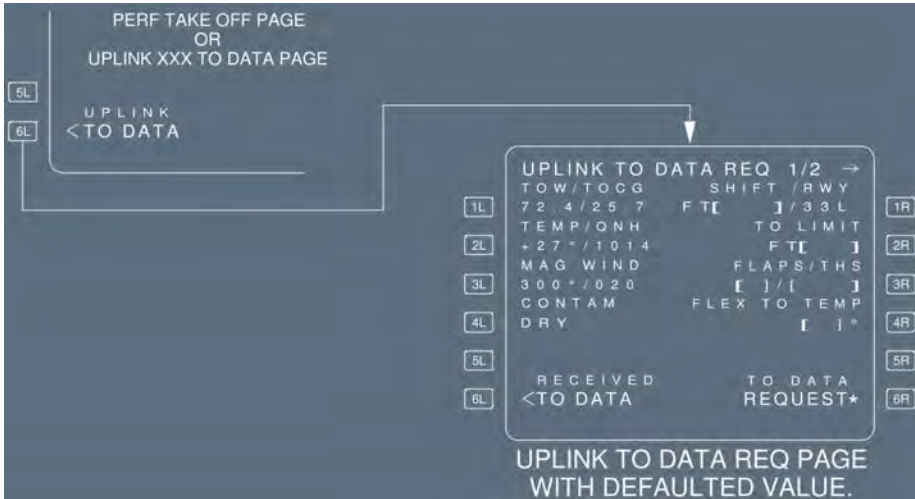 PERF TAKE OFF PAGE
OR
UPLINK XXX TO DATA PAGE
5L
UPLINK
6L <TO DATA
UPLINK TO DATA REQ 1/2 →
TOW/TOCG SHIFT /RWY
1L 72.4/25.7 FT[ ]/33L 1R
TEMP/QNH TO LIMIT
2L +27°/1014 FT[ ] 2R
MAG WIND FLAPS/THS
3L 300°/020 [ ]/[ ] 3R
CONTAM FLEX TO TEMP
4L DRY [ ]° 4R
5L 5R
RECEIVED TO DATA
6L <TO DATA REQUEST* 6R
UPLINK TO DATA REQ PAGE
WITH DEFAULTED VALUE.